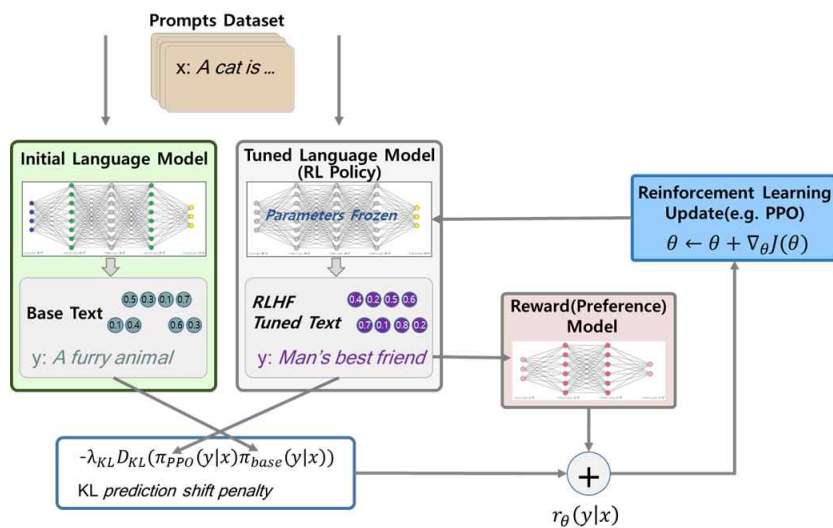 Prompts Dataset
x: A cat is ...
Initial Language Model
Tuned Language Model
(RL Policy)
Parameters Frozen
Base Text
0.5 0.3 0.1 0.7
0.1 0.4 0.6 0.3
y: A furry animal
RLHF
Tuned Text
0.4 0.2 0.5 0.6
0.7 0.1 0.8 0.2
y: Man's best friend
Reinforcement Learning
Update(e.g. PPO)
θ ← θ + ∇θJ(θ)
Reward(Preference)
Model
-λKLDKL(πPPO(y|x)πbase(y|x))
KL prediction shift penalty
+
rθ(y|x)